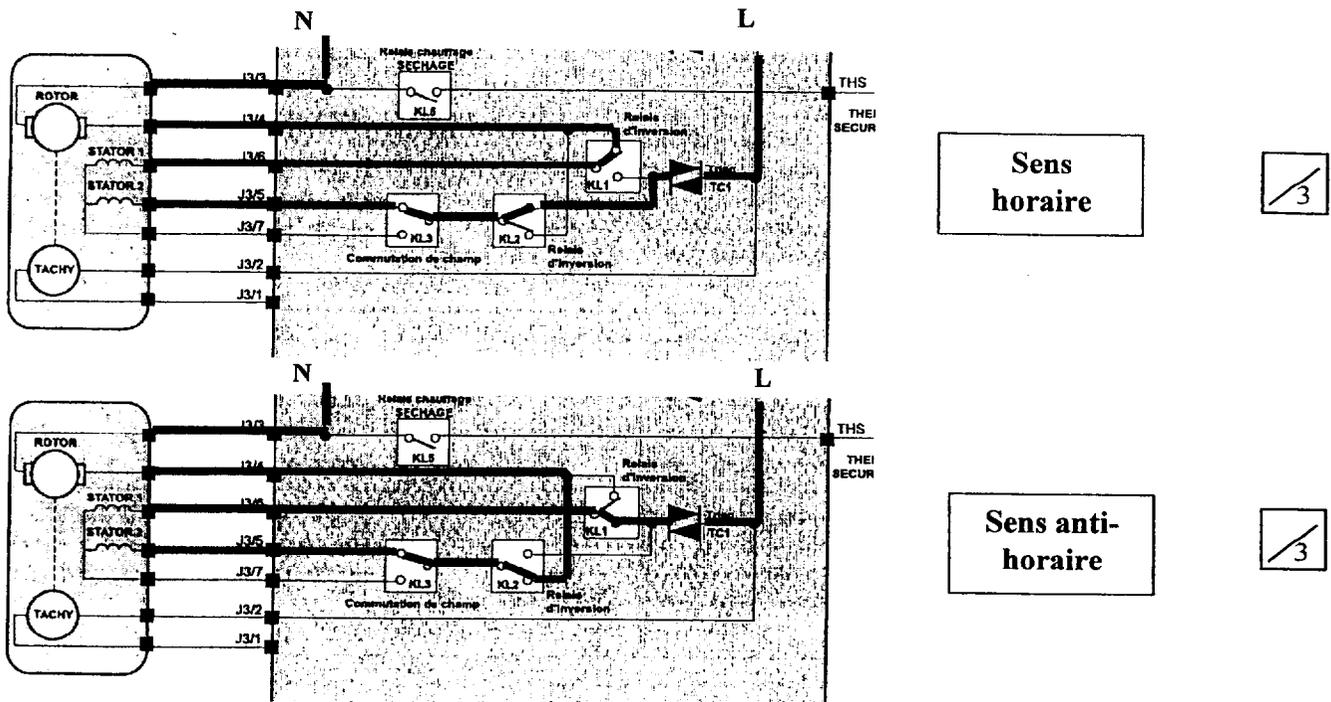 N
L
Relais chauffage
SECHAGE
KL5
J3/3
ROTOR
J3/4
Relais
d'inversion
THS
THEI
SECUR
STATOR 1
J3/6
KL1
TC1
STATOR 2
J3/5
J3/7
KL3
KL2
Relais
d'inversion
Commutation de champ
TACHY
J3/2
J3/1
Sens
horaire
3
N
L
Relais chauffage
SECHAGE
KL5
J3/3
ROTOR
J3/4
Relais
d'inversion
THS
THEI
SECUR
STATOR 1
J3/6
KL1
TC1
STATOR 2
J3/5
J3/7
KL3
KL2
Relais
d'inversion
Commutation de champ
TACHY
J3/2
J3/1
Sens anti-
horaire
3